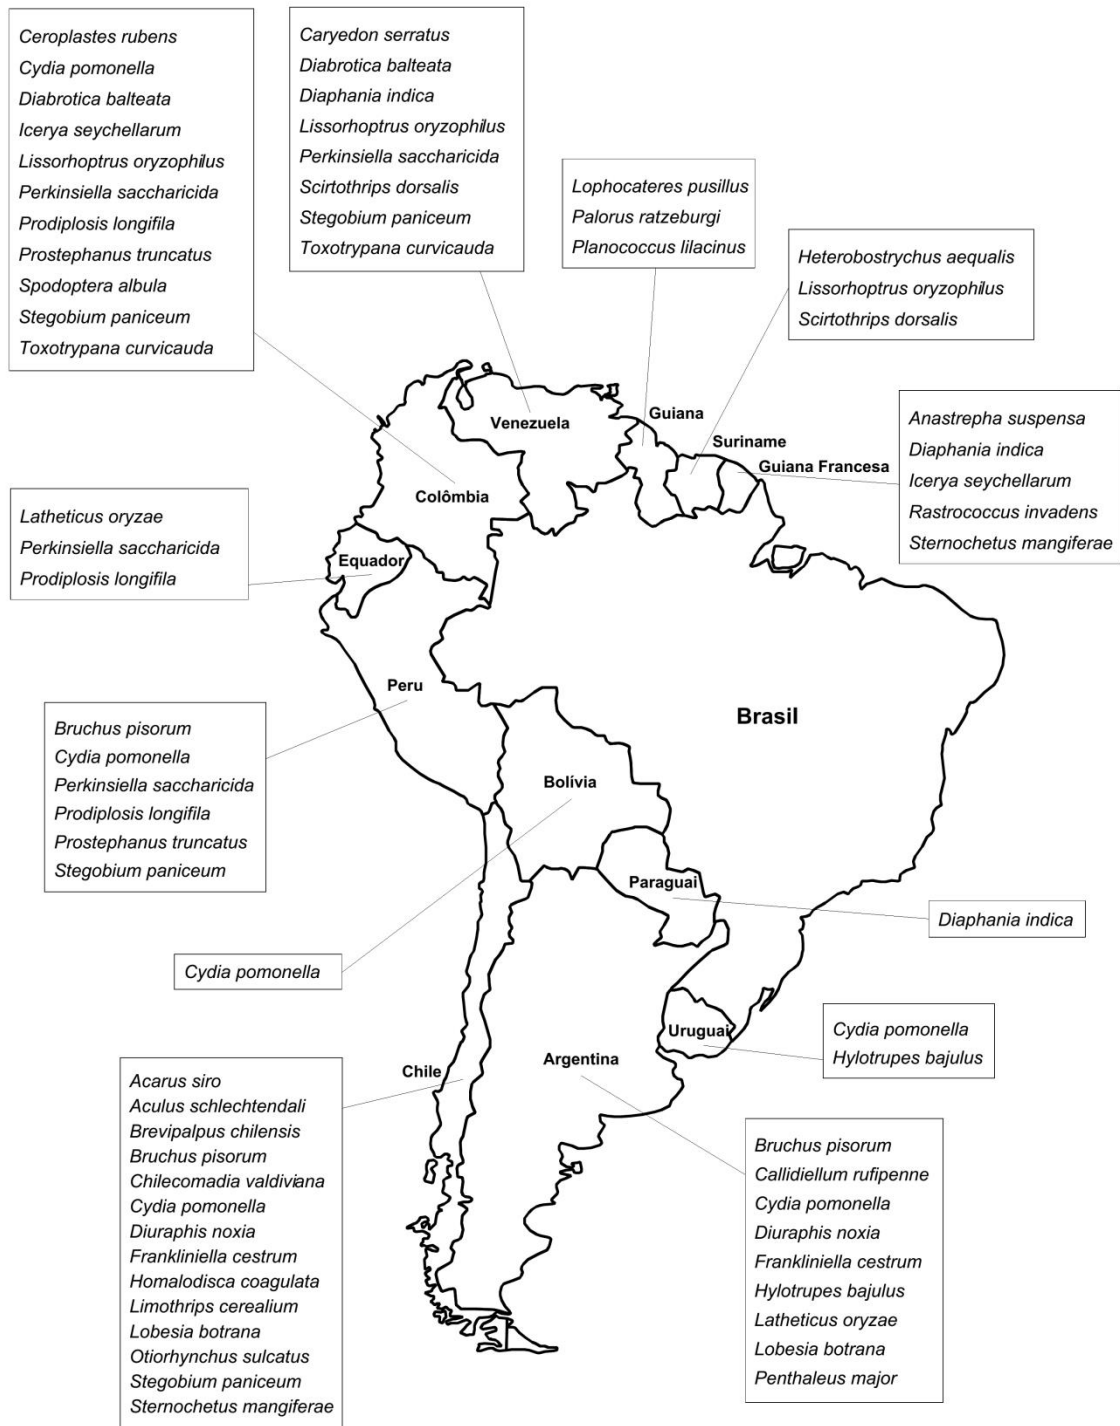 Ceroplastes rubens
Cydia pomonella
Diabrotica balteata
Icerya seychellarum
Lissorhoptrus oryzophilus
Perkinsiella saccharicida
Prodiplosis longifila
Prostephanus truncatus
Spodoptera albula
Stegobium paniceum
Toxotrypana curvicauda
Caryedon serratus
Diabrotica balteata
Diaphania indica
Lissorhoptrus oryzophilus
Perkinsiella saccharicida
Scirtothrips dorsalis
Stegobium paniceum
Toxotrypana curvicauda
Lophocateres pusillus
Palorus ratzeburgi
Planococcus lilacinus
Heterobostrychus aequalis
Lissorhoptrus oryzophilus
Scirtothrips dorsalis
Anastrepha suspensa
Diaphania indica
Icerya seychellarum
Rastrococcus invadens
Sternochetus mangiferae
Venezuela
Guiana
Suriname
Guiana Francesa
Colômbia
Latheticus oryzae
Perkinsiella saccharicida
Prodiplosis longifila
Equador
Peru
Brasil
Bruchus pisorum
Cydia pomonella
Perkinsiella saccharicida
Prodiplosis longifila
Prostephanus truncatus
Stegobium paniceum
Bolívia
Paraguai
Diaphania indica
Cydia pomonella
Uruguai
Cydia pomonella
Hylotrupes bajulus
Chile
Argentina
Acarus siro
Aculus schlechtendali
Brevipalpus chilensis
Bruchus pisorum
Chilecomadia valdiviana
Cydia pomonella
Diuraphis noxia
Frankliniella cestrum
Homalodisca coagulata
Limothrips cerealium
Lobesia botrana
Otiorhynchus sulcatus
Stegobium paniceum
Sternochetus mangiferae
Bruchus pisorum
Callidiellum rufipenne
Cydia pomonella
Diuraphis noxia
Frankliniella cestrum
Hylotrupes bajulus
Latheticus oryzae
Lobesia botrana
Penthaleus major